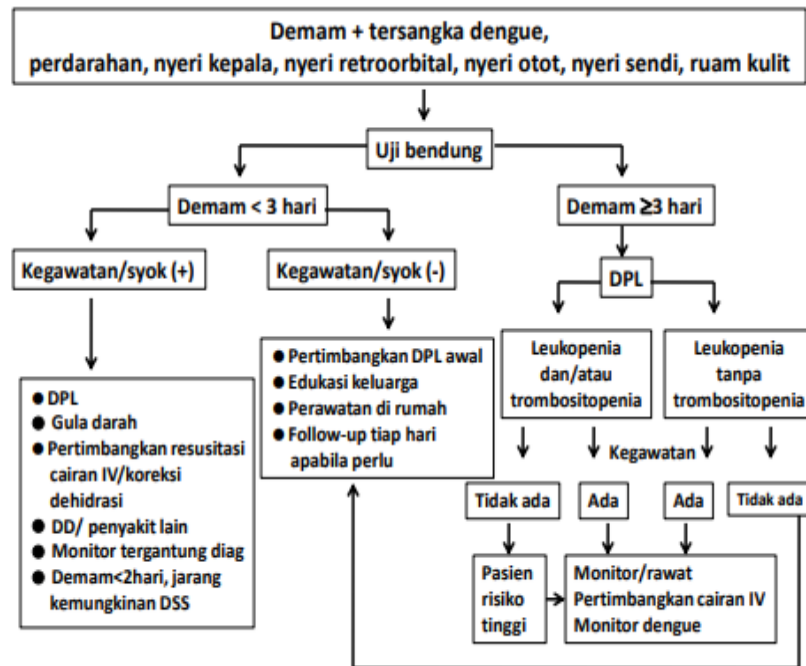 Demam + tersangka dengue,
perdarahan, nyeri kepala, nyeri retroorbital, nyeri otot, nyeri sendi, ruam kulit
Uji bendung
Demam < 3 hari
Demam ≥3 hari
Kegawatan/syok (+)
Kegawatan/syok (-)
DPL
● DPL
● Gula darah
● Pertimbangkan resusitasi
cairan IV/koreksi
dehidrasi
● DD/ penyakit lain
● Monitor tergantung diag
● Demam<2hari, jarang
kemungkinan DSS
● Pertimbangkan DPL awal
● Edukasi keluarga
● Perawatan di rumah
● Follow-up tiap hari
apabila perlu
Leukopenia
dan/atau
trombositopenia
Leukopenia
tanpa
trombositopenia
Kegawatan
Tidak ada
Ada
Ada
Tidak ada
Pasien
risiko
tinggi
Monitor/rawat
Pertimbangkan cairan IV
Monitor dengue